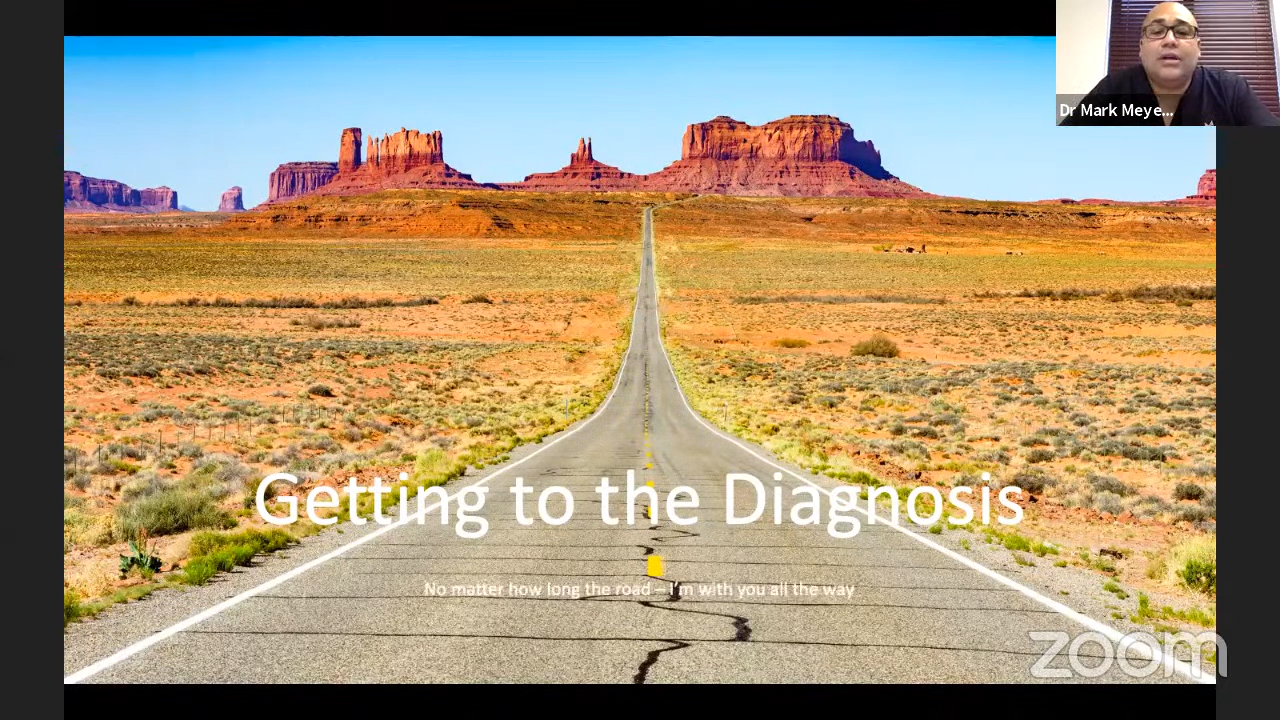 Dr Mark Meye...
Getting to the Diagnosis
No matter how long the road – I'm with you all the way
zoom